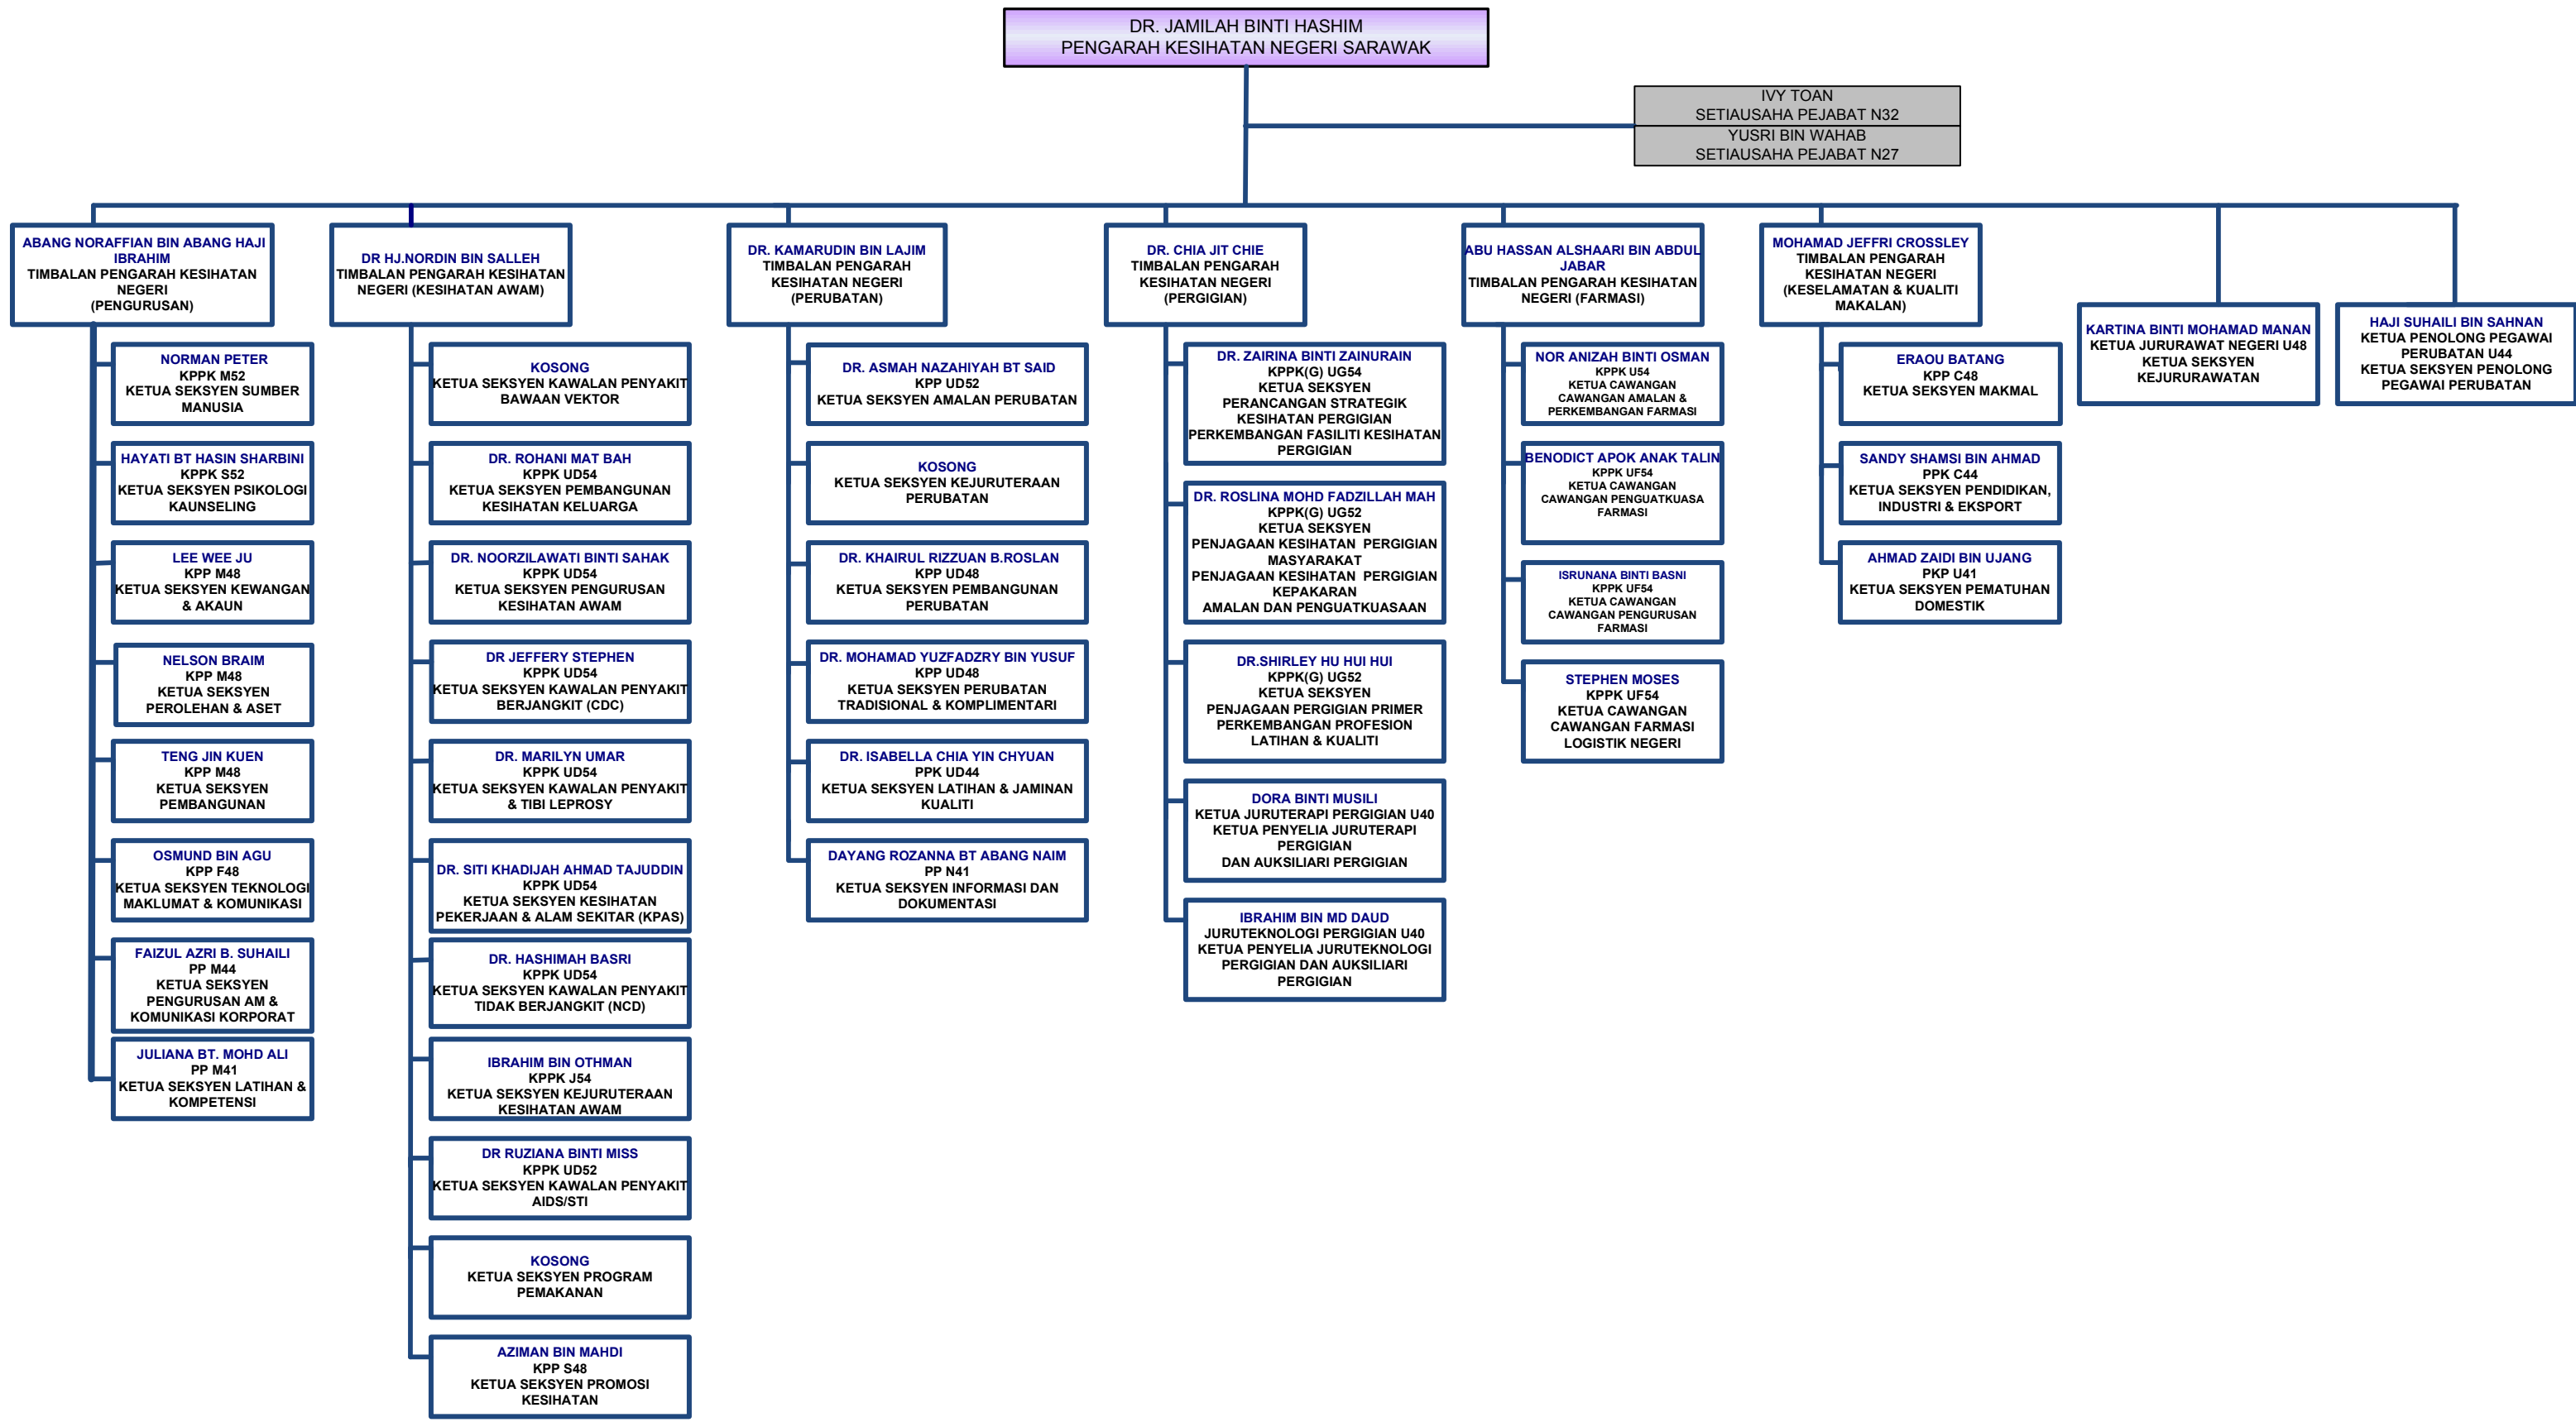 DR. JAMILAH BINTI HASHIM
PENGARAH KESIHATAN NEGERI SARAWAK
IVY TOAN
SETIAUSAHA PEJABAT N32
YUSRI BIN WAHAB
SETIAUSAHA PEJABAT N27
ABANG NORAFFIAN BIN ABANG HAJI
IBRAHIM
TIMBALAN PENGARAH KESIHATAN
NEGERI
(PENGURUSAN)
NORMAN PETER
KPPK M52
KETUA SEKSYEN SUMBER
MANUSIA
HAYATI BT HASIN SHARBINI
KPPK S52
KETUA SEKSYEN PSIKOLOGI
KAUNSELING
LEE WEE JU
KPP M48
KETUA SEKSYEN KEWANGAN
& AKAUN
NELSON BRAIM
KPP M48
KETUA SEKSYEN
PEROLEHAN & ASET
TENG JIN KUEN
KPP M48
KETUA SEKSYEN
PEMBANGUNAN
OSMUND BIN AGU
KPP F48
KETUA SEKSYEN TEKNOLOGI
MAKLUMAT & KOMUNIKASI
FAIZUL AZRI B. SUHAILI
PP M44
KETUA SEKSYEN
PENGURUSAN AM &
KOMUNIKASI KORPORAT
JULIANA BT. MOHD ALI
PP M41
KETUA SEKSYEN LATIHAN &
KOMPETENSI
DR HJ.NORDIN BIN SALLEH
TIMBALAN PENGARAH KESIHATAN
NEGERI (KESIHATAN AWAM)
KOSONG
KETUA SEKSYEN KAWALAN PENYAKIT
BAWAAN VEKTOR
DR. ROHANI MAT BAH
KPPK UD54
KETUA SEKSYEN PEMBANGUNAN
KESIHATAN KELUARGA
DR. NOORZILAWATI BINTI SAHAK
KPPK UD54
KETUA SEKSYEN PENGURUSAN
KESIHATAN AWAM
DR JEFFERY STEPHEN
KPPK UD54
KETUA SEKSYEN KAWALAN PENYAKIT
BERJANGKIT (CDC)
DR. MARILYN UMAR
KPPK UD54
KETUA SEKSYEN KAWALAN PENYAKIT
& TIBI LEPROSY
DR. SITI KHADIJAH AHMAD TAJUDDIN
KPPK UD54
KETUA SEKSYEN KESIHATAN
PEKERJAAN & ALAM SEKITAR (KPAS)
DR. HASHIMAH BASRI
KPPK UD54
KETUA SEKSYEN KAWALAN PENYAKIT
TIDAK BERJANGKIT (NCD)
IBRAHIM BIN OTHMAN
KPPK J54
KETUA SEKSYEN KEJURUTERAAN
KESIHATAN AWAM
DR RUZIANA BINTI MISS
KPPK UD52
KETUA SEKSYEN KAWALAN PENYAKIT
AIDS/STI
KOSONG
KETUA SEKSYEN PROGRAM
PEMAKANAN
AZIMAN BIN MAHDI
KPP S48
KETUA SEKSYEN PROMOSI
KESIHATAN
DR. KAMARUDIN BIN LAJIM
TIMBALAN PENGARAH
KESIHATAN NEGERI
(PERUBATAN)
DR. ASMAH NAZAHIYAH BT SAID
KPP UD52
KETUA SEKSYEN AMALAN PERUBATAN
KOSONG
KETUA SEKSYEN KEJURUTERAAN
PERUBATAN
DR. KHAIRUL RIZZUAN B.ROSLAN
KPP UD48
KETUA SEKSYEN PEMBANGUNAN
PERUBATAN
DR. MOHAMAD YUZFADZRY BIN YUSUF
KPP UD48
KETUA SEKSYEN PERUBATAN
TRADISIONAL & KOMPLIMENTARI
DR. ISABELLA CHIA YIN CHYUAN
PPK UD44
KETUA SEKSYEN LATIHAN & JAMINAN
KUALITI
DAYANG ROZANNA BT ABANG NAIM
PP N41
KETUA SEKSYEN INFORMASI DAN
DOKUMENTASI
DR. CHIA JIT CHIE
TIMBALAN PENGARAH
KESIHATAN NEGERI
(PERGIGIAN)
DR. ZAIRINA BINTI ZAINURAIN
KPPK(G) UG54
KETUA SEKSYEN
PERANCANGAN STRATEGIK
KESIHATAN PERGIGIAN
PERKEMBANGAN FASILITI KESIHATAN
PERGIGIAN
DR. ROSLINA MOHD FADZILLAH MAH
KPPK(G) UG52
KETUA SEKSYEN
PENJAGAAN KESIHATAN PERGIGIAN
MASYARAKAT
PENJAGAAN KESIHATAN PERGIGIAN
KEPAKARAN
AMALAN DAN PENGUATKUASAAN
DR.SHIRLEY HU HUI HUI
KPPK(G) UG52
KETUA SEKSYEN
PENJAGAAN PERGIGIAN PRIMER
PERKEMBANGAN PROFESION
LATIHAN & KUALITI
DORA BINTI MUSILI
KETUA JURUTERAPI PERGIGIAN U40
KETUA PENYELIA JURUTERAPI
PERGIGIAN
DAN AUKSILIARI PERGIGIAN
IBRAHIM BIN MD DAUD
JURUTEKNOLOGI PERGIGIAN U40
KETUA PENYELIA JURUTEKNOLOGI
PERGIGIAN DAN AUKSILIARI
PERGIGIAN
ABU HASSAN ALSHAARI BIN ABDUL
JABAR
TIMBALAN PENGARAH KESIHATAN
NEGERI (FARMASI)
NOR ANIZAH BINTI OSMAN
KPPK U54
KETUA CAWANGAN
CAWANGAN AMALAN &
PERKEMBANGAN FARMASI
BENODICT APOK ANAK TALIN
KPPK UF54
KETUA CAWANGAN
CAWANGAN PENGUATKUASA
FARMASI
ISRUNANA BINTI BASNI
KPPK UF54
KETUA CAWANGAN
CAWANGAN PENGURUSAN
FARMASI
STEPHEN MOSES
KPPK UF54
KETUA CAWANGAN
CAWANGAN FARMASI
LOGISTIK NEGERI
MOHAMAD JEFFRI CROSSLEY
TIMBALAN PENGARAH
KESIHATAN NEGERI
(KESELAMATAN & KUALITI
MAKALAN)
ERAOU BATANG
KPP C48
KETUA SEKSYEN MAKMAL
SANDY SHAMSI BIN AHMAD
PPK C44
KETUA SEKSYEN PENDIDIKAN,
INDUSTRI & EKSPORT
AHMAD ZAIDI BIN UJANG
PKP U41
KETUA SEKSYEN PEMATUHAN
DOMESTIK
KARTINA BINTI MOHAMAD MANAN
KETUA JURURAWAT NEGERI U48
KETUA SEKSYEN
KEJURURAWATAN
HAJI SUHAILI BIN SAHNAN
KETUA PENOLONG PEGAWAI
PERUBATAN U44
KETUA SEKSYEN PENOLONG
PEGAWAI PERUBATAN